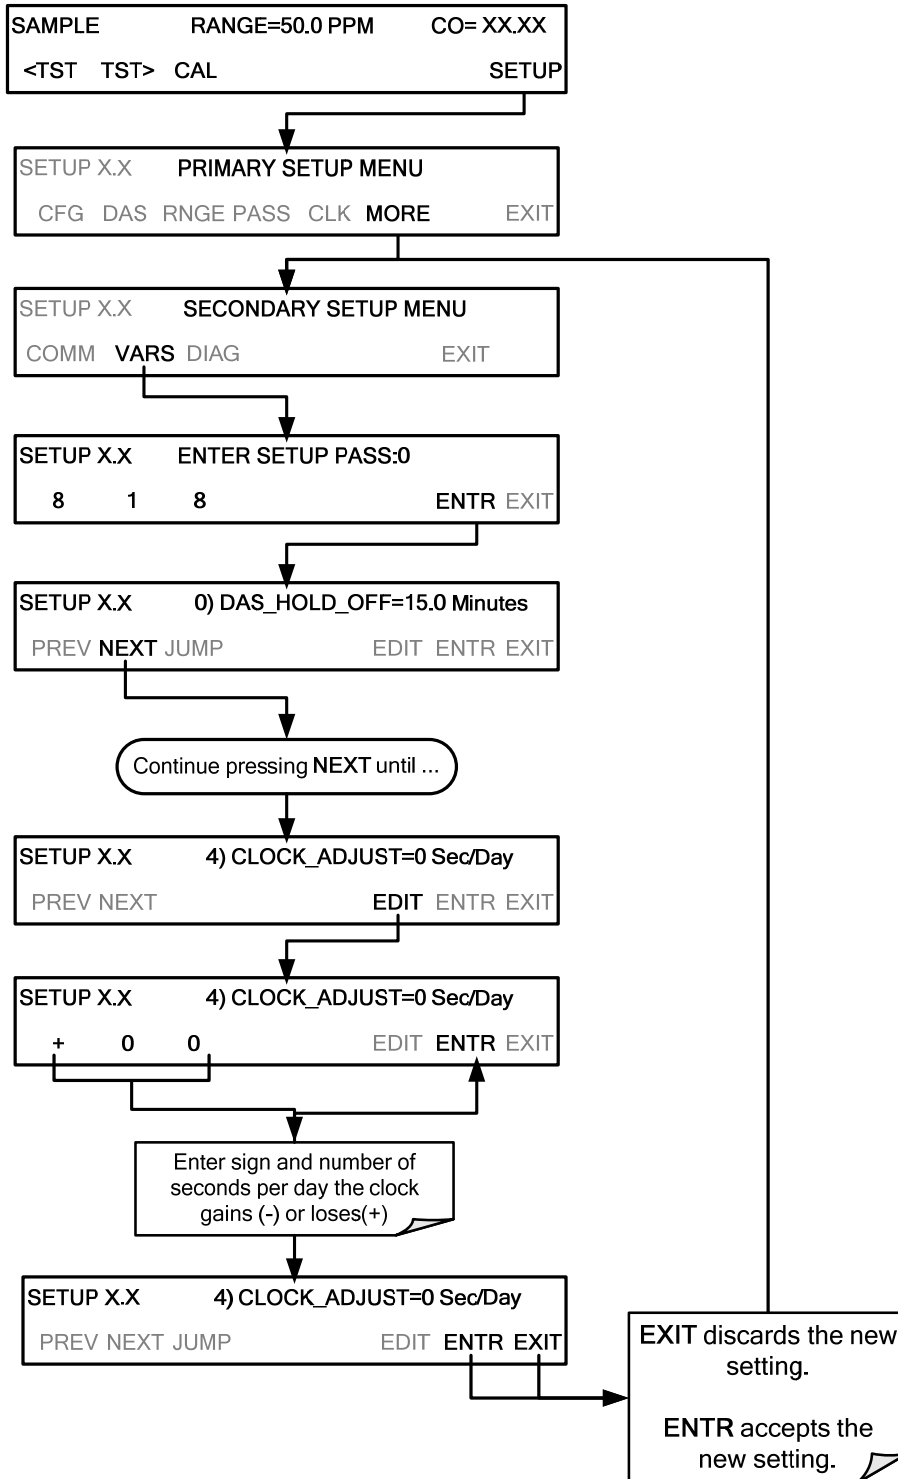 SAMPLE RANGE=50.0 PPM CO= XX.XX
<TST TST> CAL SETUP
SETUP X.X PRIMARY SETUP MENU
CFG DAS RNGE PASS CLK MORE EXIT
SETUP X.X SECONDARY SETUP MENU
COMM VARS DIAG EXIT
SETUP X.X ENTER SETUP PASS:0
8 1 8 ENTR EXIT
SETUP X.X 0) DAS_HOLD_OFF=15.0 Minutes
PREV NEXT JUMP EDIT ENTR EXIT
Continue pressing NEXT until ...
SETUP X.X 4) CLOCK_ADJUST=0 Sec/Day
PREV NEXT EDIT ENTR EXIT
SETUP X.X 4) CLOCK_ADJUST=0 Sec/Day
+ 0 0 EDIT ENTR EXIT
Enter sign and number of
seconds per day the clock
gains (-) or loses(+)
SETUP X.X 4) CLOCK_ADJUST=0 Sec/Day
PREV NEXT JUMP EDIT ENTR EXIT
EXIT discards the new
setting.
ENTR accepts the
new setting.